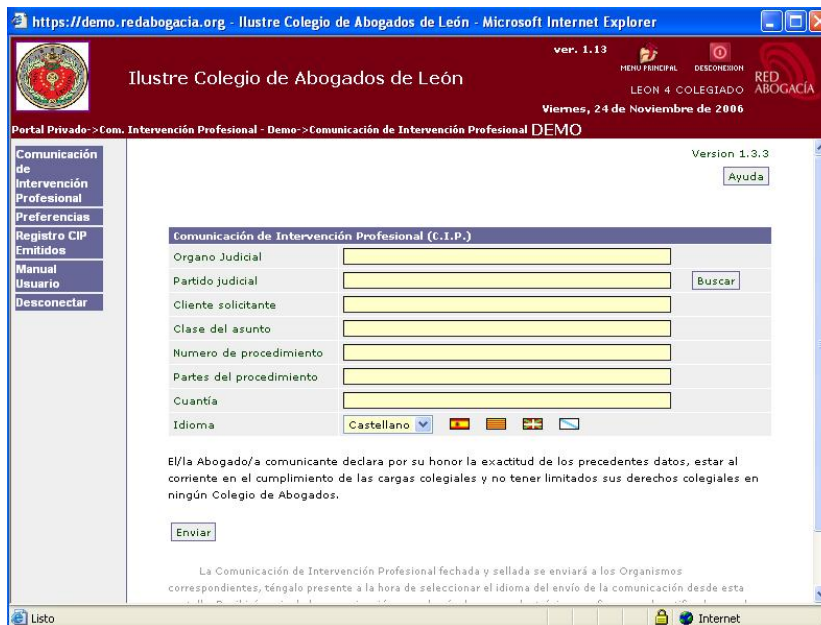 https://demo.redabogacia.org - Ilustre Colegio de Abogados de León - Microsoft Internet Explorer
ver. 1.13
MENU PRINCIPAL
DESCONEXION
Ilustre Colegio de Abogados de León
RED
ABOGACÍA
LEON 4 COLEGIADO
Viernes, 24 de Noviembre de 2006
Portal Privado->Com. Intervención Profesional - Demo->Comunicación de Intervención Profesional DEMO
Comunicación
de
Intervención
Profesional
Preferencias
Registro CIP
Emitidos
Manual
Usuario
Desconectar
Version 1.3.3
Ayuda
Comunicación de Intervención Profesional (C.I.P.)
Organo Judicial
Partido judicial
Buscar
Cliente solicitante
Clase del asunto
Numero de procedimiento
Partes del procedimiento
Cuantía
Idioma
Castellano
El/la Abogado/a comunicante declara por su honor la exactitud de los precedentes datos, estar al
corriente en el cumplimiento de las cargas colegiales y no tener limitados sus derechos colegiales en
ningún Colegio de Abogados.
Enviar
La Comunicación de Intervención Profesional fechada y sellada se enviará a los Organismos
correspondientes, téngalo presente a la hora de seleccionar el idioma del envío de la comunicación desde esta
Listo
Internet